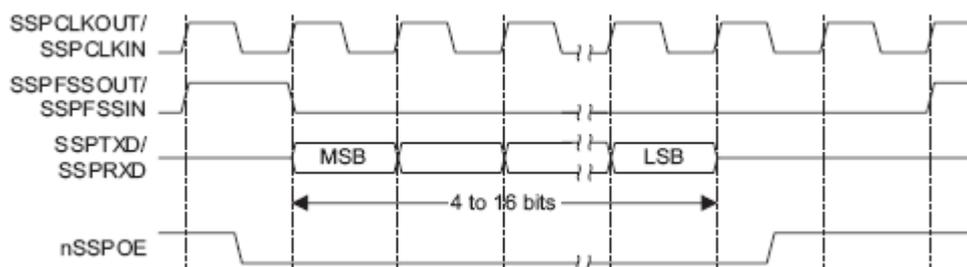 SSPCLKOUT/
SSPCLKIN
SSPFSSOUT/
SSPFSSIN
SSPTXD/
SSPRXD
MSB
LSB
4 to 16 bits
nSSPOE